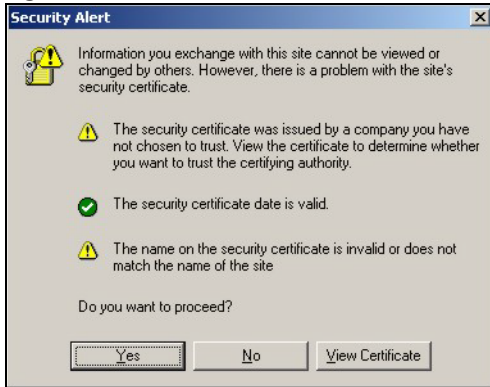 Security Alert
Information you exchange with this site cannot be viewed or
changed by others. However, there is a problem with the site's
security certificate.
The security certificate was issued by a company you have
not chosen to trust. View the certificate to determine whether
you want to trust the certifying authority.
The security certificate date is valid.
The name on the security certificate is invalid or does not
match the name of the site
Do you want to proceed?
Yes
No
View Certificate